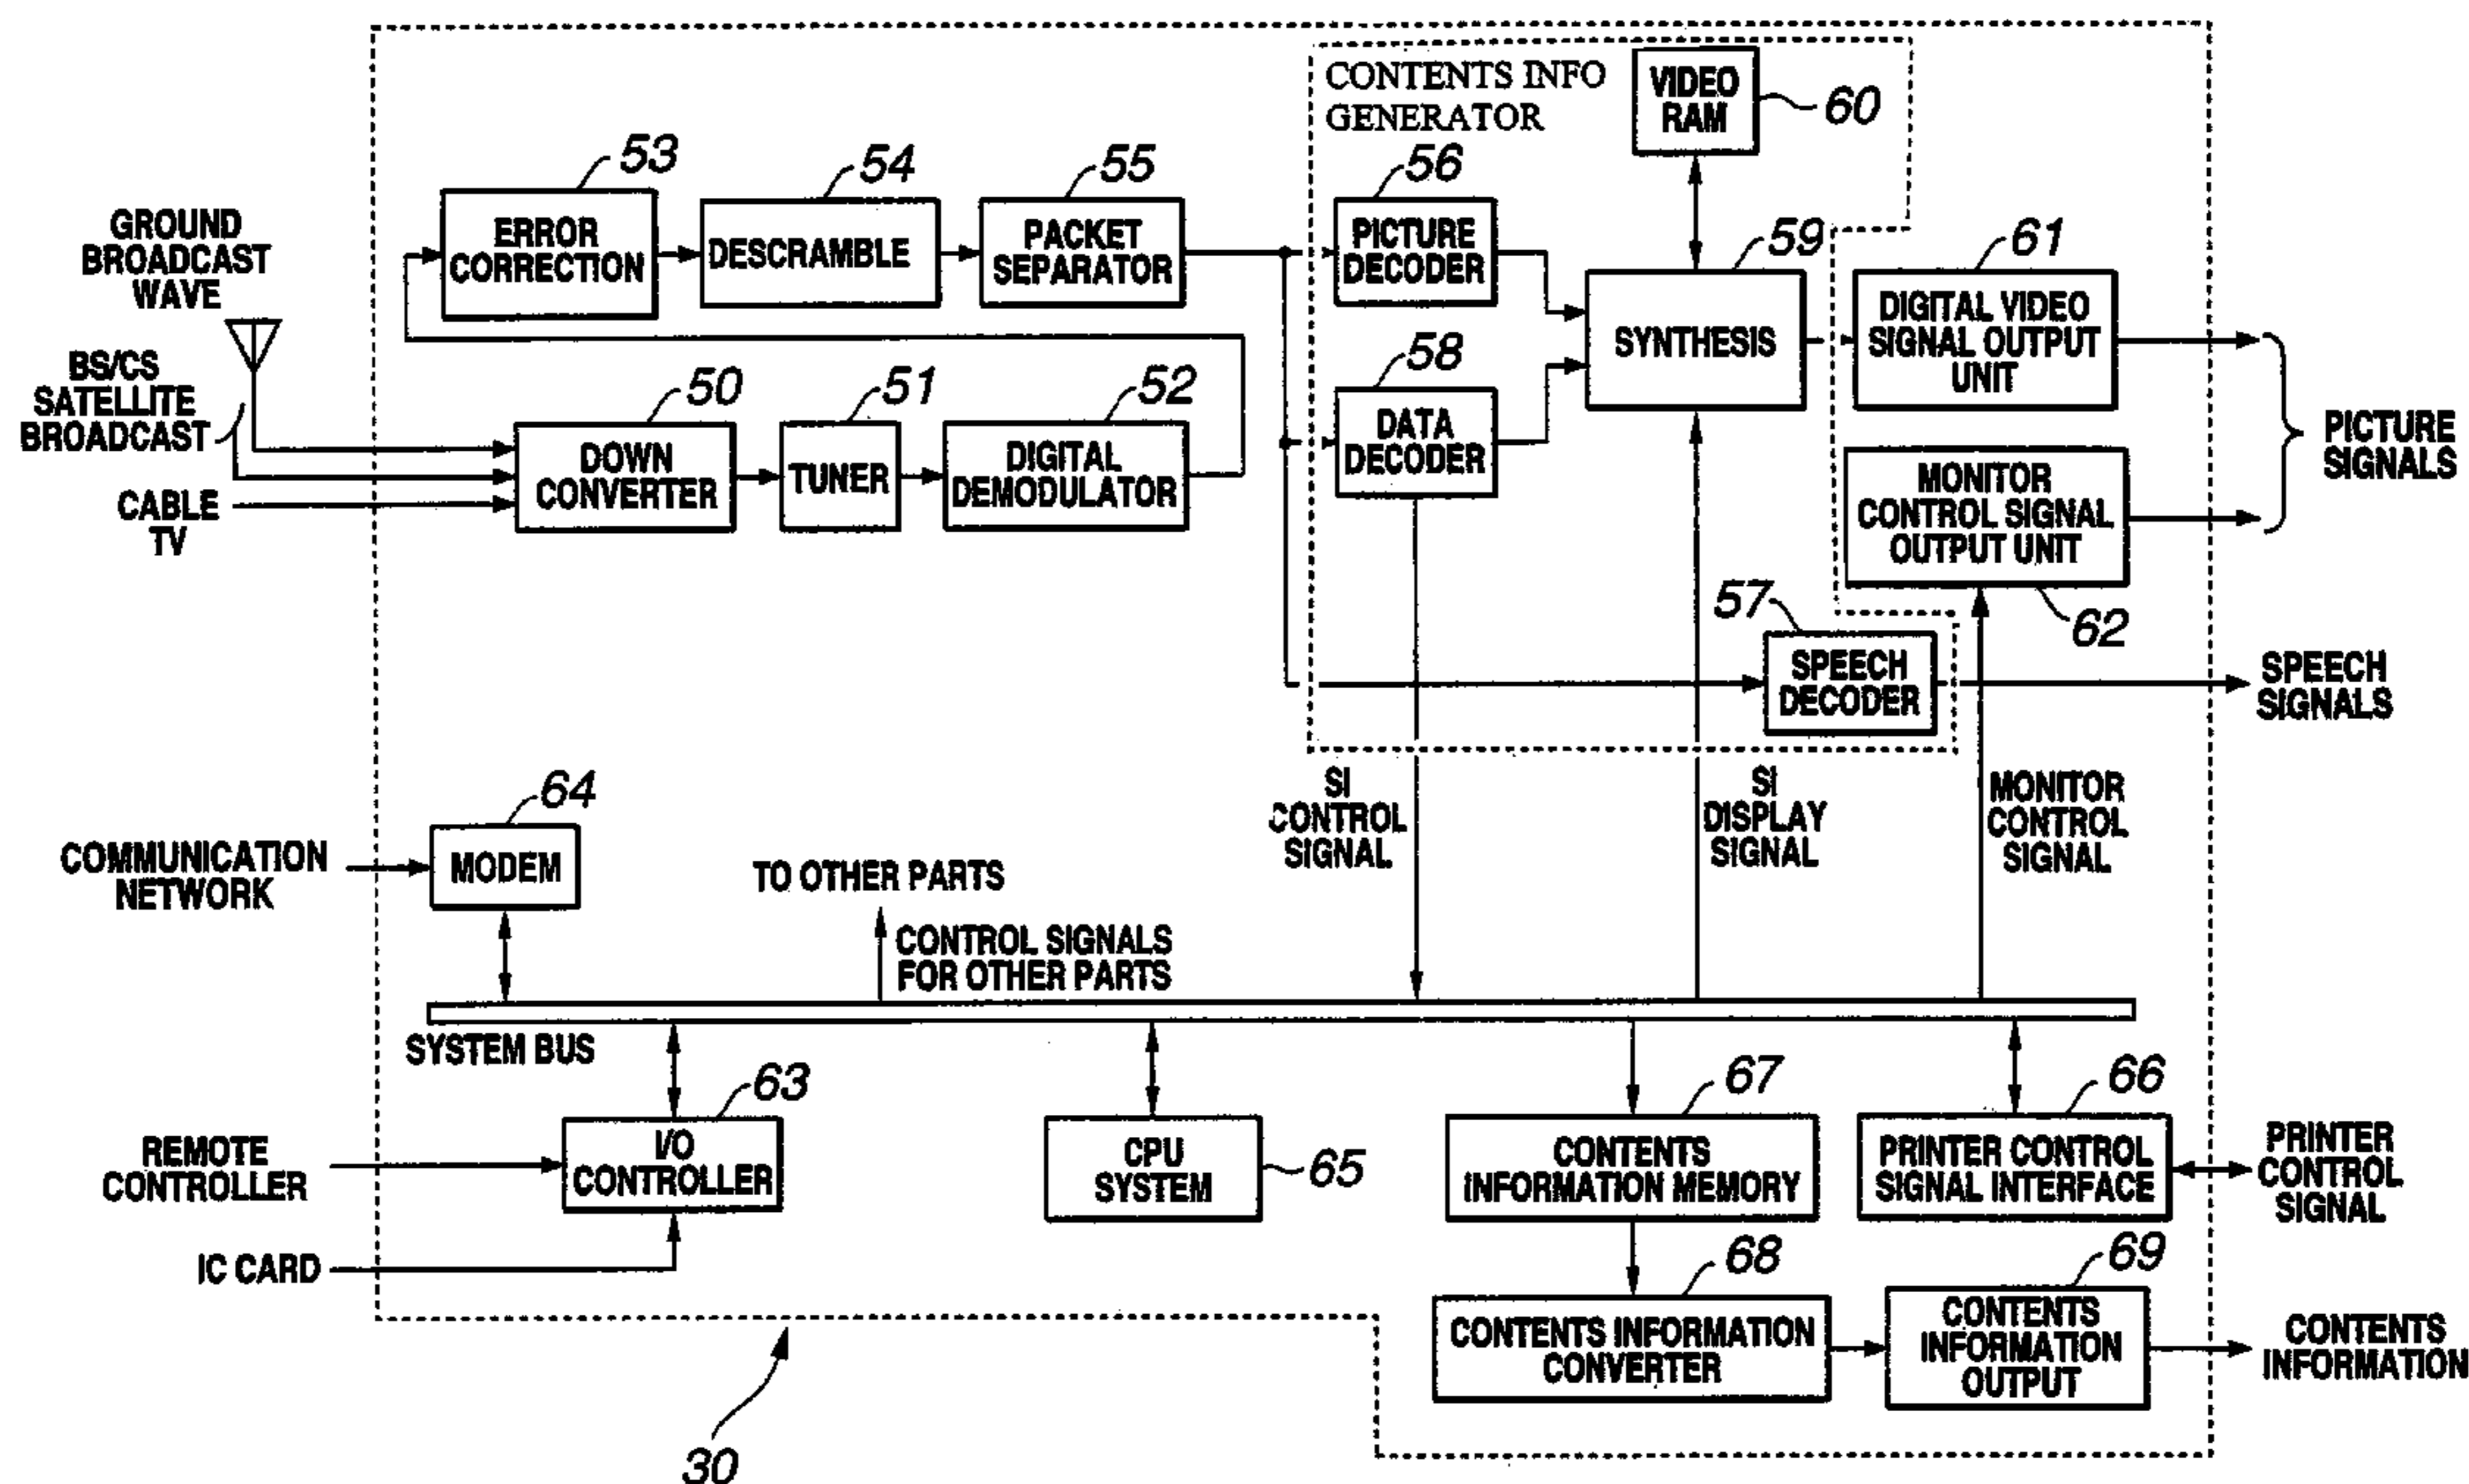 CONTENTS INFO
GENERATOR
VIDEO
RAM
60
53
54
55
56
59
61
GROUND
BROADCAST
WAVE
ERROR
CORRECTION
DESCRAMBLE
PACKET
SEPARATOR
PICTURE
DECODER
SYNTHESIS
DIGITAL VIDEO
SIGNAL OUTPUT
UNIT
BS/CS
SATELLITE
BROADCAST
50
51
52
58
DOWN
CONVERTER
TUNER
DIGITAL
DEMODULATOR
DATA
DECODER
MONITOR
CONTROL SIGNAL
OUTPUT UNIT
PICTURE
SIGNALS
CABLE
TV
57
62
SPEECH
DECODER
SPEECH
SIGNALS
64
SI
CONTROL
SIGNAL
SI
DISPLAY
SIGNAL
MONITOR
CONTROL
SIGNAL
COMMUNICATION
NETWORK
MODEM
TO OTHER PARTS
CONTROL SIGNALS
FOR OTHER PARTS
SYSTEM BUS
63
67
66
REMOTE
CONTROLLER
I/O
CONTROLLER
CPU
SYSTEM
65
CONTENTS
INFORMATION MEMORY
PRINTER CONTROL
SIGNAL INTERFACE
PRINTER
CONTROL
SIGNAL
IC CARD
68
69
CONTENTS INFORMATION
CONVERTER
CONTENTS
INFORMATION
OUTPUT
CONTENTS
INFORMATION
30